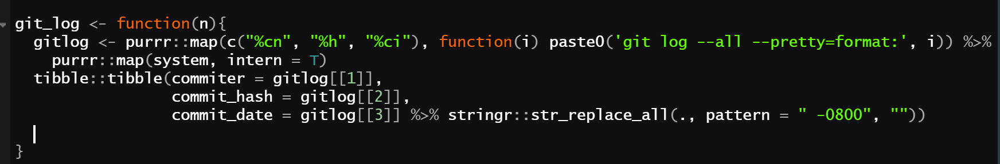 git_log <- function(n){
  gitlog <- purrr::map(c("%cn", "%h", "%ci"), function(i) paste0('git log --all --pretty=format:', i)) %>%
    purrr::map(system, intern = T)
  tibble::tibble(commiter = gitlog[[1]],
                 commit_hash = gitlog[[2]],
                 commit_date = gitlog[[3]] %>% stringr::str_replace_all(., pattern = " -0800", ""))
}